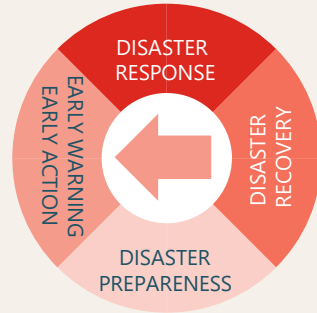 DISASTER
RESPONSE
EARLY WARNING
EARLY ACTION
DISASTER
RECOVERY
DISASTER
PREPARENESS